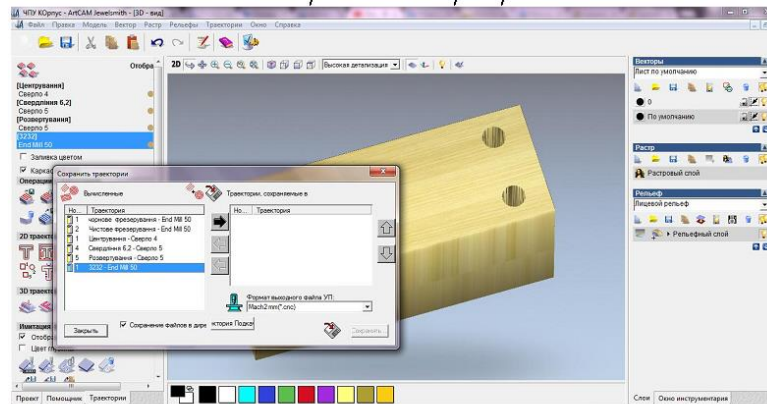 ЧПУ КОрпус - ArtCAM Jewelsmith - [3D - вид]
Файл Правка Модель Вектор Растр Рельефы Траектории Окно Справка
Отобра
2D
Высокая детализация
[Центрування]
Сверло 4
[Свердління 6,2]
Сверло 5
[Розвертування]
Сверло 5
[3232]
End Mill 50
Заливка цветом
Каркас
Операции
2D траект
3D траект
Имитация
Отобр
Цвет
Проект Помощник Траектории
Сохранить траектории
Вычисленные
Но... Траектория
1 чорнове фрезерування - End Mill 50
2 Чистове фрезерування - End Mill 50
1 Центрування - Сверло 4
4 Свердління 6,2 - Сверло 5
5 Розвертування - Сверло 5
1 3232 - End Mill 50
Траектории, сохраняемые в
Но... Траектория
Формат выходного файла УП:
Mach2 mm(*.cnc)
Закрыть
Сохранение файлов в дире
ктория Подка
Сохранить...
Векторы
Лист по умолчанию
0
По умолчанию
Растр
Растровый слой
Рельеф
Лицевой рельеф
Рельефный слой
Слои Окно инструментария